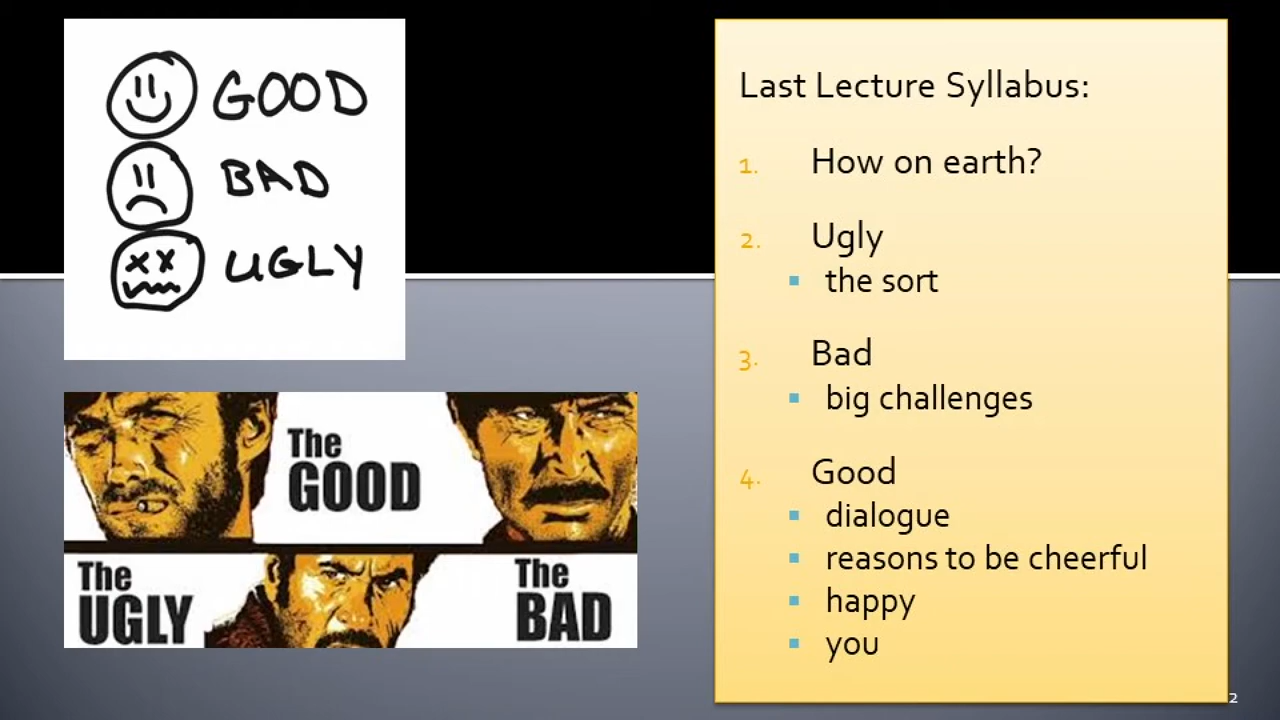 GOOD
BAD
UGLY
The
GOOD
The
UGLY
The
BAD
Last Lecture Syllabus:
1. How on earth?
2. Ugly
▪ the sort
3. Bad
▪ big challenges
4. Good
▪ dialogue
▪ reasons to be cheerful
▪ happy
▪ you
2